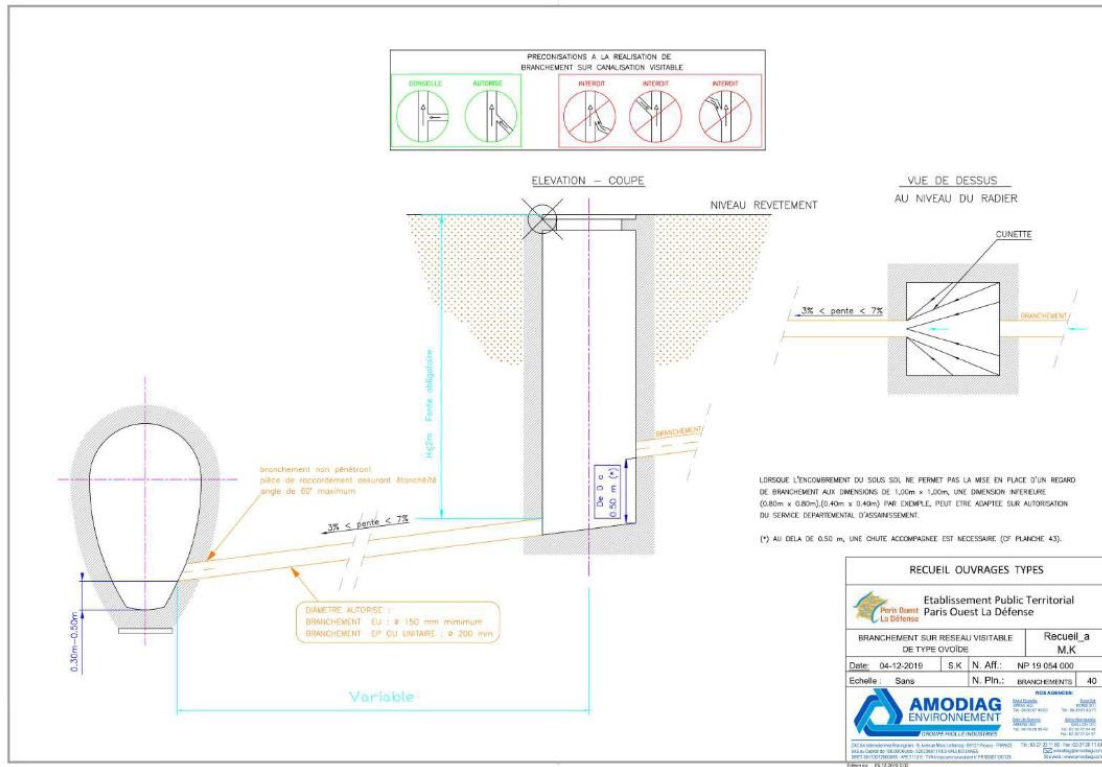 PRECONISATIONS A LA REALISATION DE
BRANCHEMENT SUR CANALISATION VISITABLE
CONSEILLE
AUTORISE
INTERDIT
INTERDIT
INTERDIT
ELEVATION - COUPE
NIVEAU REVETEMENT
VUE DE DESSUS
AU NIVEAU DU RADIER
CUNETTE
3% < pente < 7%
BRANCHEMENT
BRANCHEMENT
De 0 a
0.50 m (*)
branchement non pénétrant
pièce de raccordement assurant étanchéité
angle de 60° maximum
3% < pente < 7%
0.30m-0.50m
DIAMETRE AUTORISE :
BRANCHEMENT EU : ø 150 mm minimum
BRANCHEMENT EP OU UNITAIRE : ø 200 mm
Variable
LORSQUE L'ENCOMBREMENT DU SOUS SOL NE PERMET PAS LA MISE EN PLACE D'UN REGARD
DE BRANCHEMENT AUX DIMENSIONS DE 1,00m x 1,00m, UNE DIMENSION INFERIEURE
(0.80m x 0.80m),(0.40m x 0.40m) PAR EXEMPLE, PEUT ETRE ADAPTEE SUR AUTORISATION
DU SERVICE DEPARTEMENTAL D'ASSAINISSEMENT.
(*) AU DELA DE 0.50 m, UNE CHUTE ACCOMPAGNEE EST NECESSAIRE (CF PLANCHE 43).
RECUEIL OUVRAGES TYPES
Paris Ouest
La Défense
Etablissement Public Territorial
Paris Ouest La Défense
BRANCHEMENT SUR RESEAU VISITABLE
DE TYPE OVOÏDE
Recueil_a
M.K
Date: 04-12-2019
S.K
N. Aff.: NP 19 054 000
Echelle : Sans
N. Pln.: BRANCHEMENTS 40
AMODIAG
ENVIRONNEMENT
GROUPE HIOLLE INDUSTRIES
NOS AGENCES: